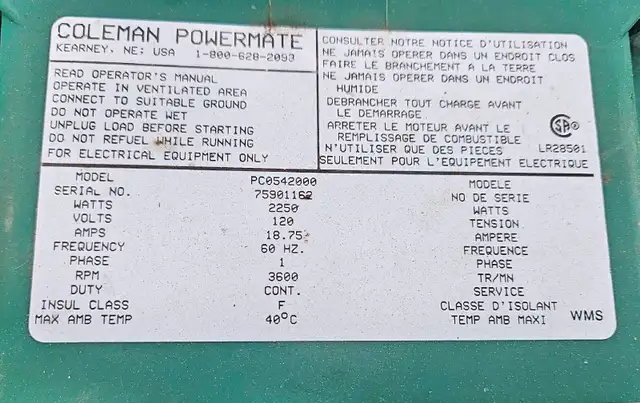 COLEMAN POWERMATE
KEARNEY, NE; USA 1-800-628-2093
READ OPERATOR'S MANUAL
OPERATE IN VENTILATED AREA
CONNECT TO SUITABLE GROUND
DO NOT OPERATE WET
UNPLUG LOAD BEFORE STARTING
DO NOT REFUEL WHILE RUNNING
FOR ELECTRICAL EQUIPMENT ONLY
CONSULTER NOTRE NOTICE D'UTILISATION
NE JAMAIS OPERER DANS UN ENDROIT CLOS
FAIRE LE BRANCHEMENT A LA TERRE
NE JAMAIS OPERER DANS UN ENDROIT
HUMIDE
DEBRANCHER TOUT CHARGE AVANT
LE DEMARRAGE
ARRETER LE MOTEUR AVANT LE
REMPLISSAGE DE COMBUSTIBLE
N'UTILISER QUE DES PIECES
SEULEMENT POUR L'EQUIPEMENT ELECTRIQUE
SA ®
LR28501
MODEL PC0542000 MODELE
SERIAL NO. 75901162 NO DE SERIE
WATTS 2250 WATTS
VOLTS 120 TENSION
AMPS 18.75 AMPERE
FREQUENCY 60 HZ. FREQUENCE
PHASE 1 PHASE
RPM 3600 TR/MN
DUTY CONT. SERVICE
INSUL CLASS F CLASSE D'ISOLANT
MAX AMB TEMP 40°C TEMP AMB MAXI
WMS